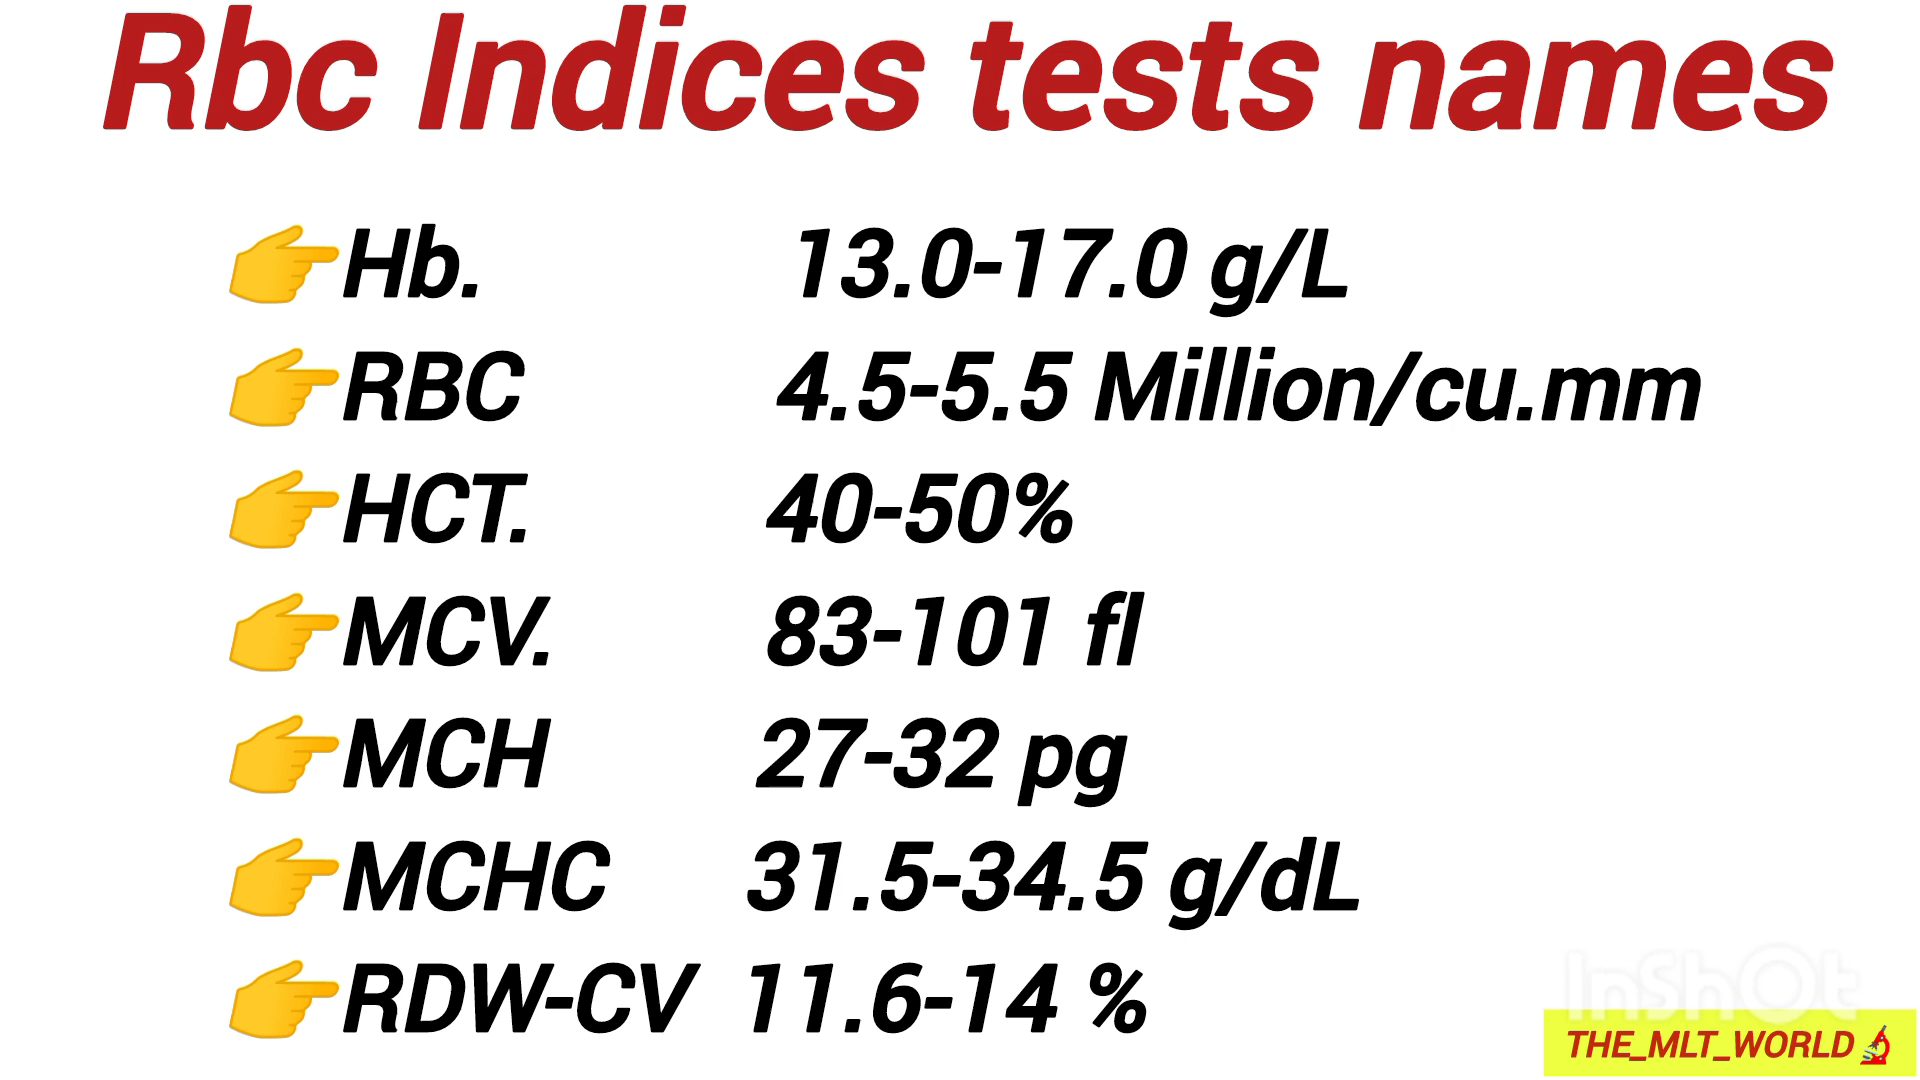 Rbc Indices tests names
👉Hb. 13.0-17.0 g/L
👉RBC 4.5-5.5 Million/cu.mm
👉HCT. 40-50%
👉MCV. 83-101 fl
👉MCH 27-32 pg
👉MCHC 31.5-34.5 g/dL
👉RDW-CV 11.6-14 %
InShOt
THE_MLT_WORLD🔬